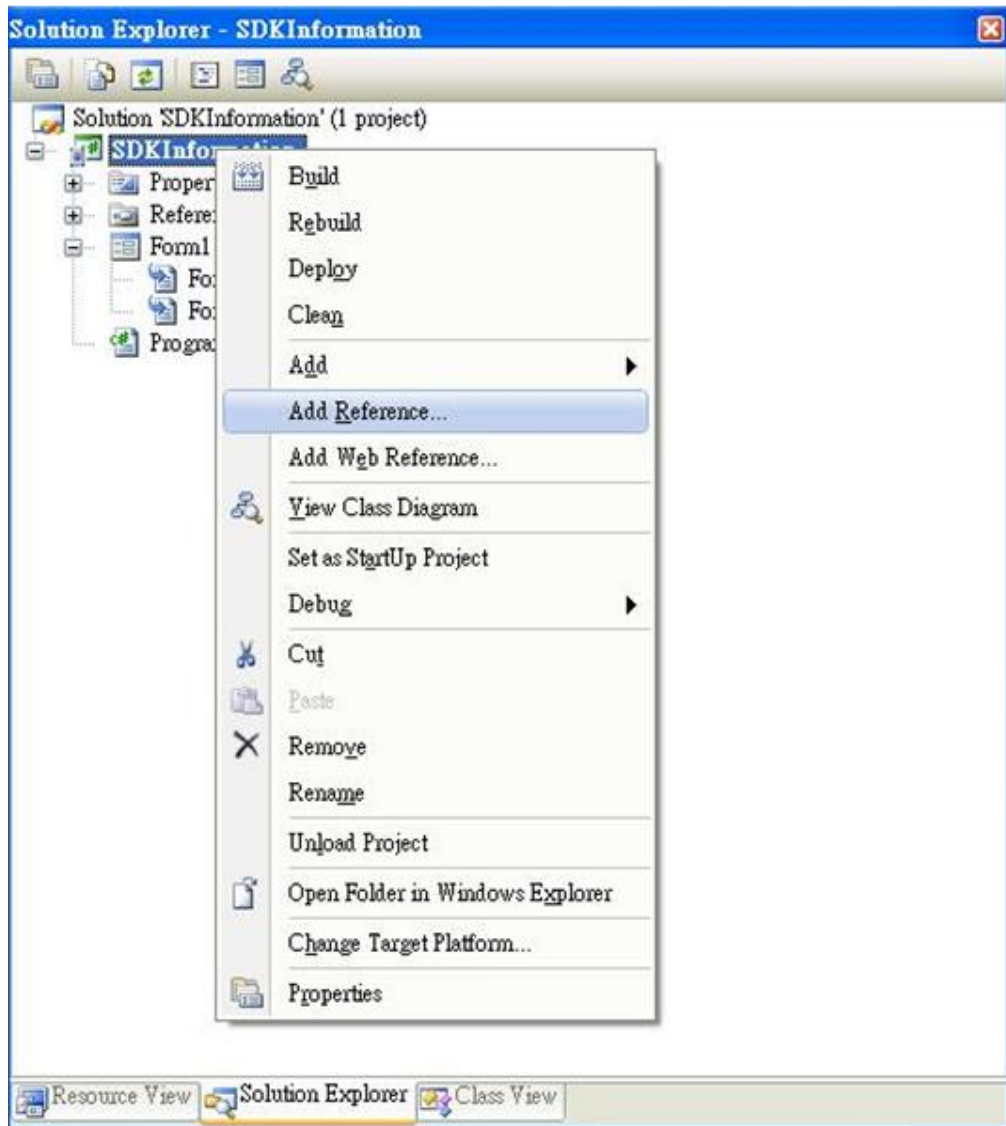 Solution Explorer - SDKInformation
Solution 'SDKInformation' (1 project)
SDKInformation
Proper
Refere
Form1
Fo
Fo
Progra
Build
Rebuild
Deploy
Clean
Add
Add Reference...
Add Web Reference...
View Class Diagram
Set as StartUp Project
Debug
Cut
Paste
Remove
Rename
Unload Project
Open Folder in Windows Explorer
Change Target Platform...
Properties
Resource View Solution Explorer Class View